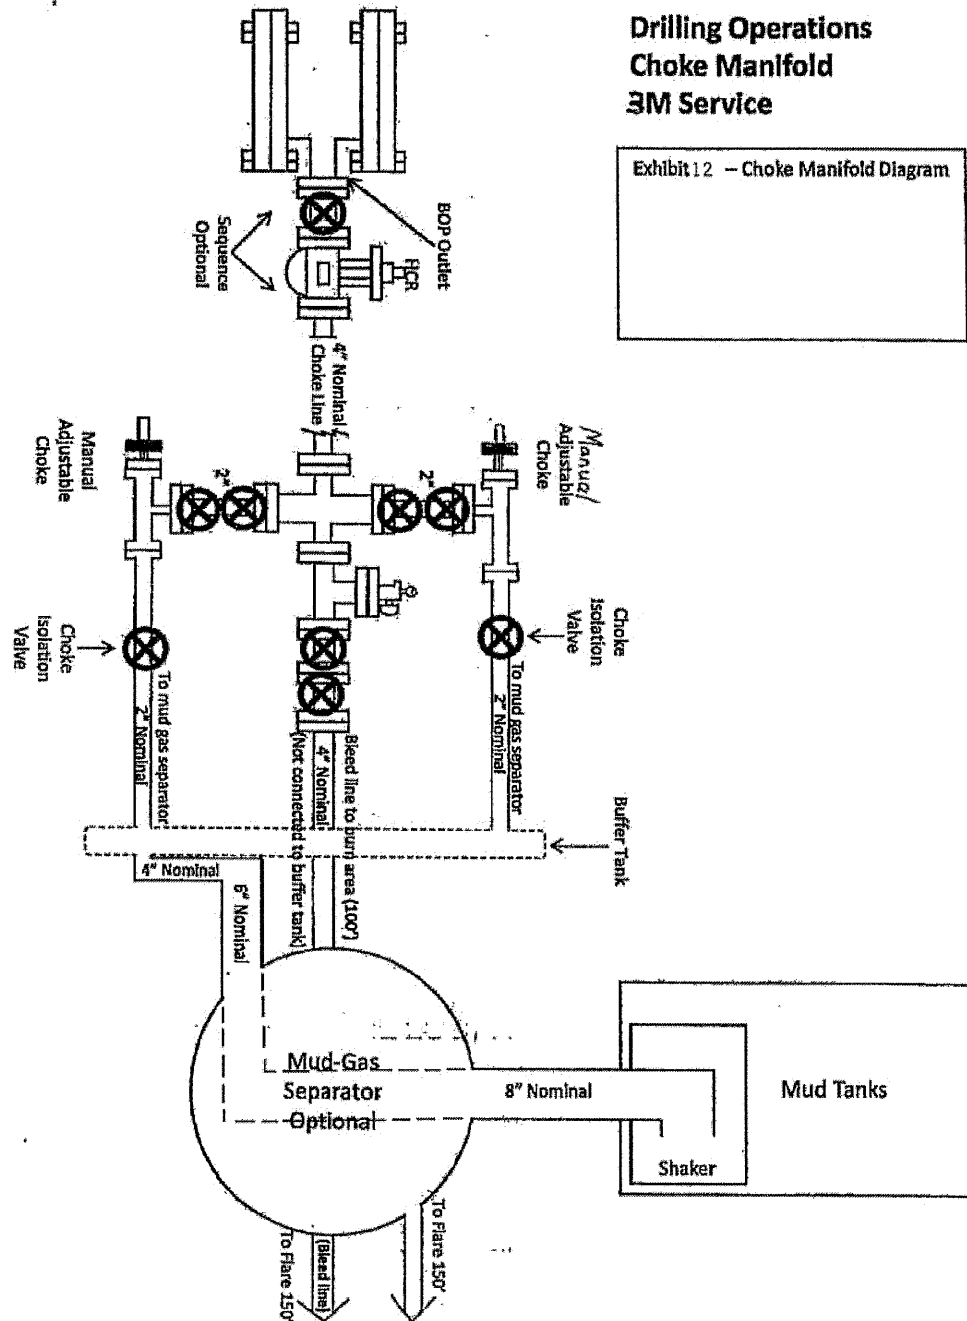 Drilling Operations
Choke Manifold
3M Service
Exhibit 12 – Choke Manifold Diagram
BOP Outlet
HCR
Sequence
Optional
4" Nominal
Choke Line
Manual
Adjustable
Choke
2"
2"
Manual
Adjustable
Choke
Choke
Isolation
Valve
Choke
Isolation
Valve
To mud gas separator
2" Nominal
Bleed line to burn area (100')
4" Nominal
(Not connected to buffer tank)
To mud gas separator
2" Nominal
Buffer Tank
4" Nominal
6" Nominal
Mud-Gas
Separator
Optional
8" Nominal
Mud Tanks
Shaker
To Flare 150'
(Bleed line)
To Flare 150'